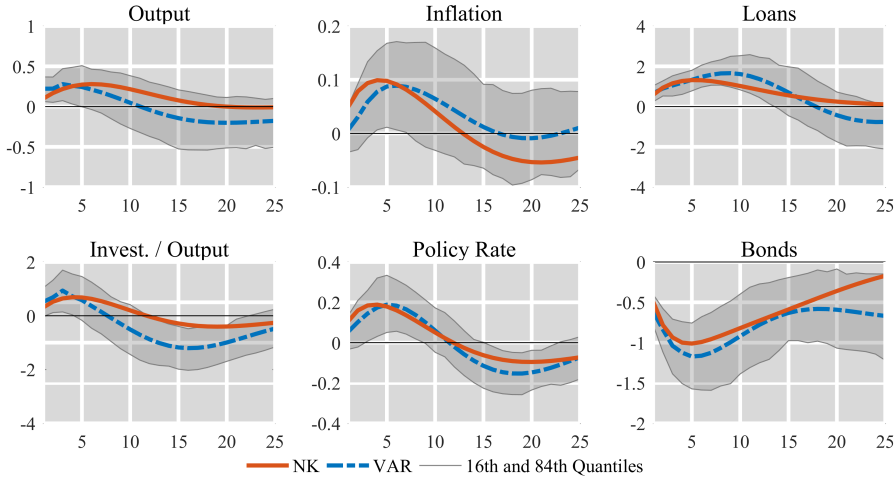 Output
Inflation
Loans
1
0.5
0
-0.5
-1
5 10 15 20 25
0.2
0.1
0
-0.1
5 10 15 20 25
4
2
0
-2
-4
5 10 15 20 25
Invest. / Output
Policy Rate
Bonds
2
0
-2
-4
5 10 15 20 25
0.4
0.2
0
-0.2
-0.4
5 10 15 20 25
0
-0.5
-1
-1.5
-2
5 10 15 20 25
NK VAR 16th and 84th Quantiles